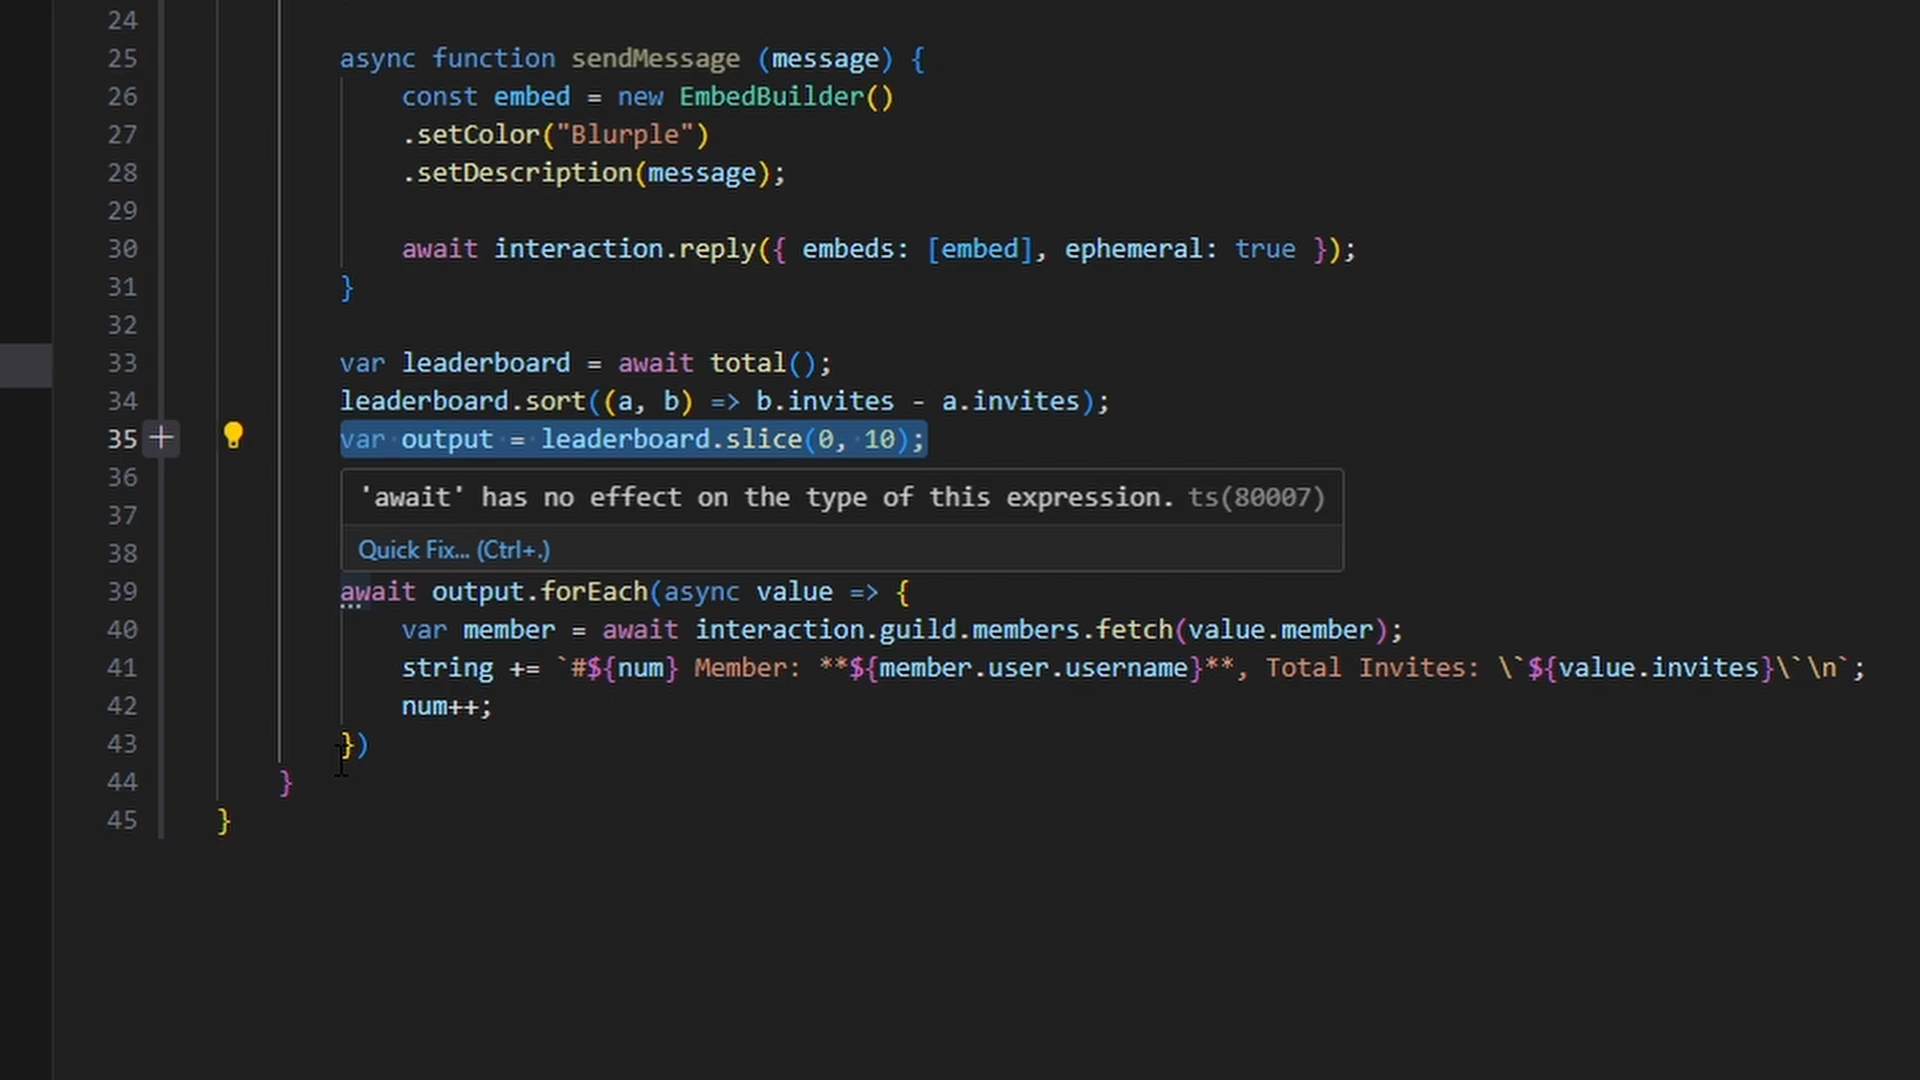 24
25 async function sendMessage (message) {
26 const embed = new EmbedBuilder()
27 .setColor("Blurple")
28 .setDescription(message);
29
30 await interaction.reply({ embeds: [embed], ephemeral: true });
31 }
32
33 var leaderboard = await total();
34 leaderboard.sort((a, b) => b.invites - a.invites);
35 var output = leaderboard.slice(0, 10);
36
'await' has no effect on the type of this expression. ts(80007)
37
Quick Fix... (Ctrl+.)
38
39 await output.forEach(async value => {
40 var member = await interaction.guild.members.fetch(value.member);
41 string += `#${num} Member: **${member.user.username}**, Total Invites: \`${value.invites}\`\n`;
42 num++;
43 })
44 }
45 }